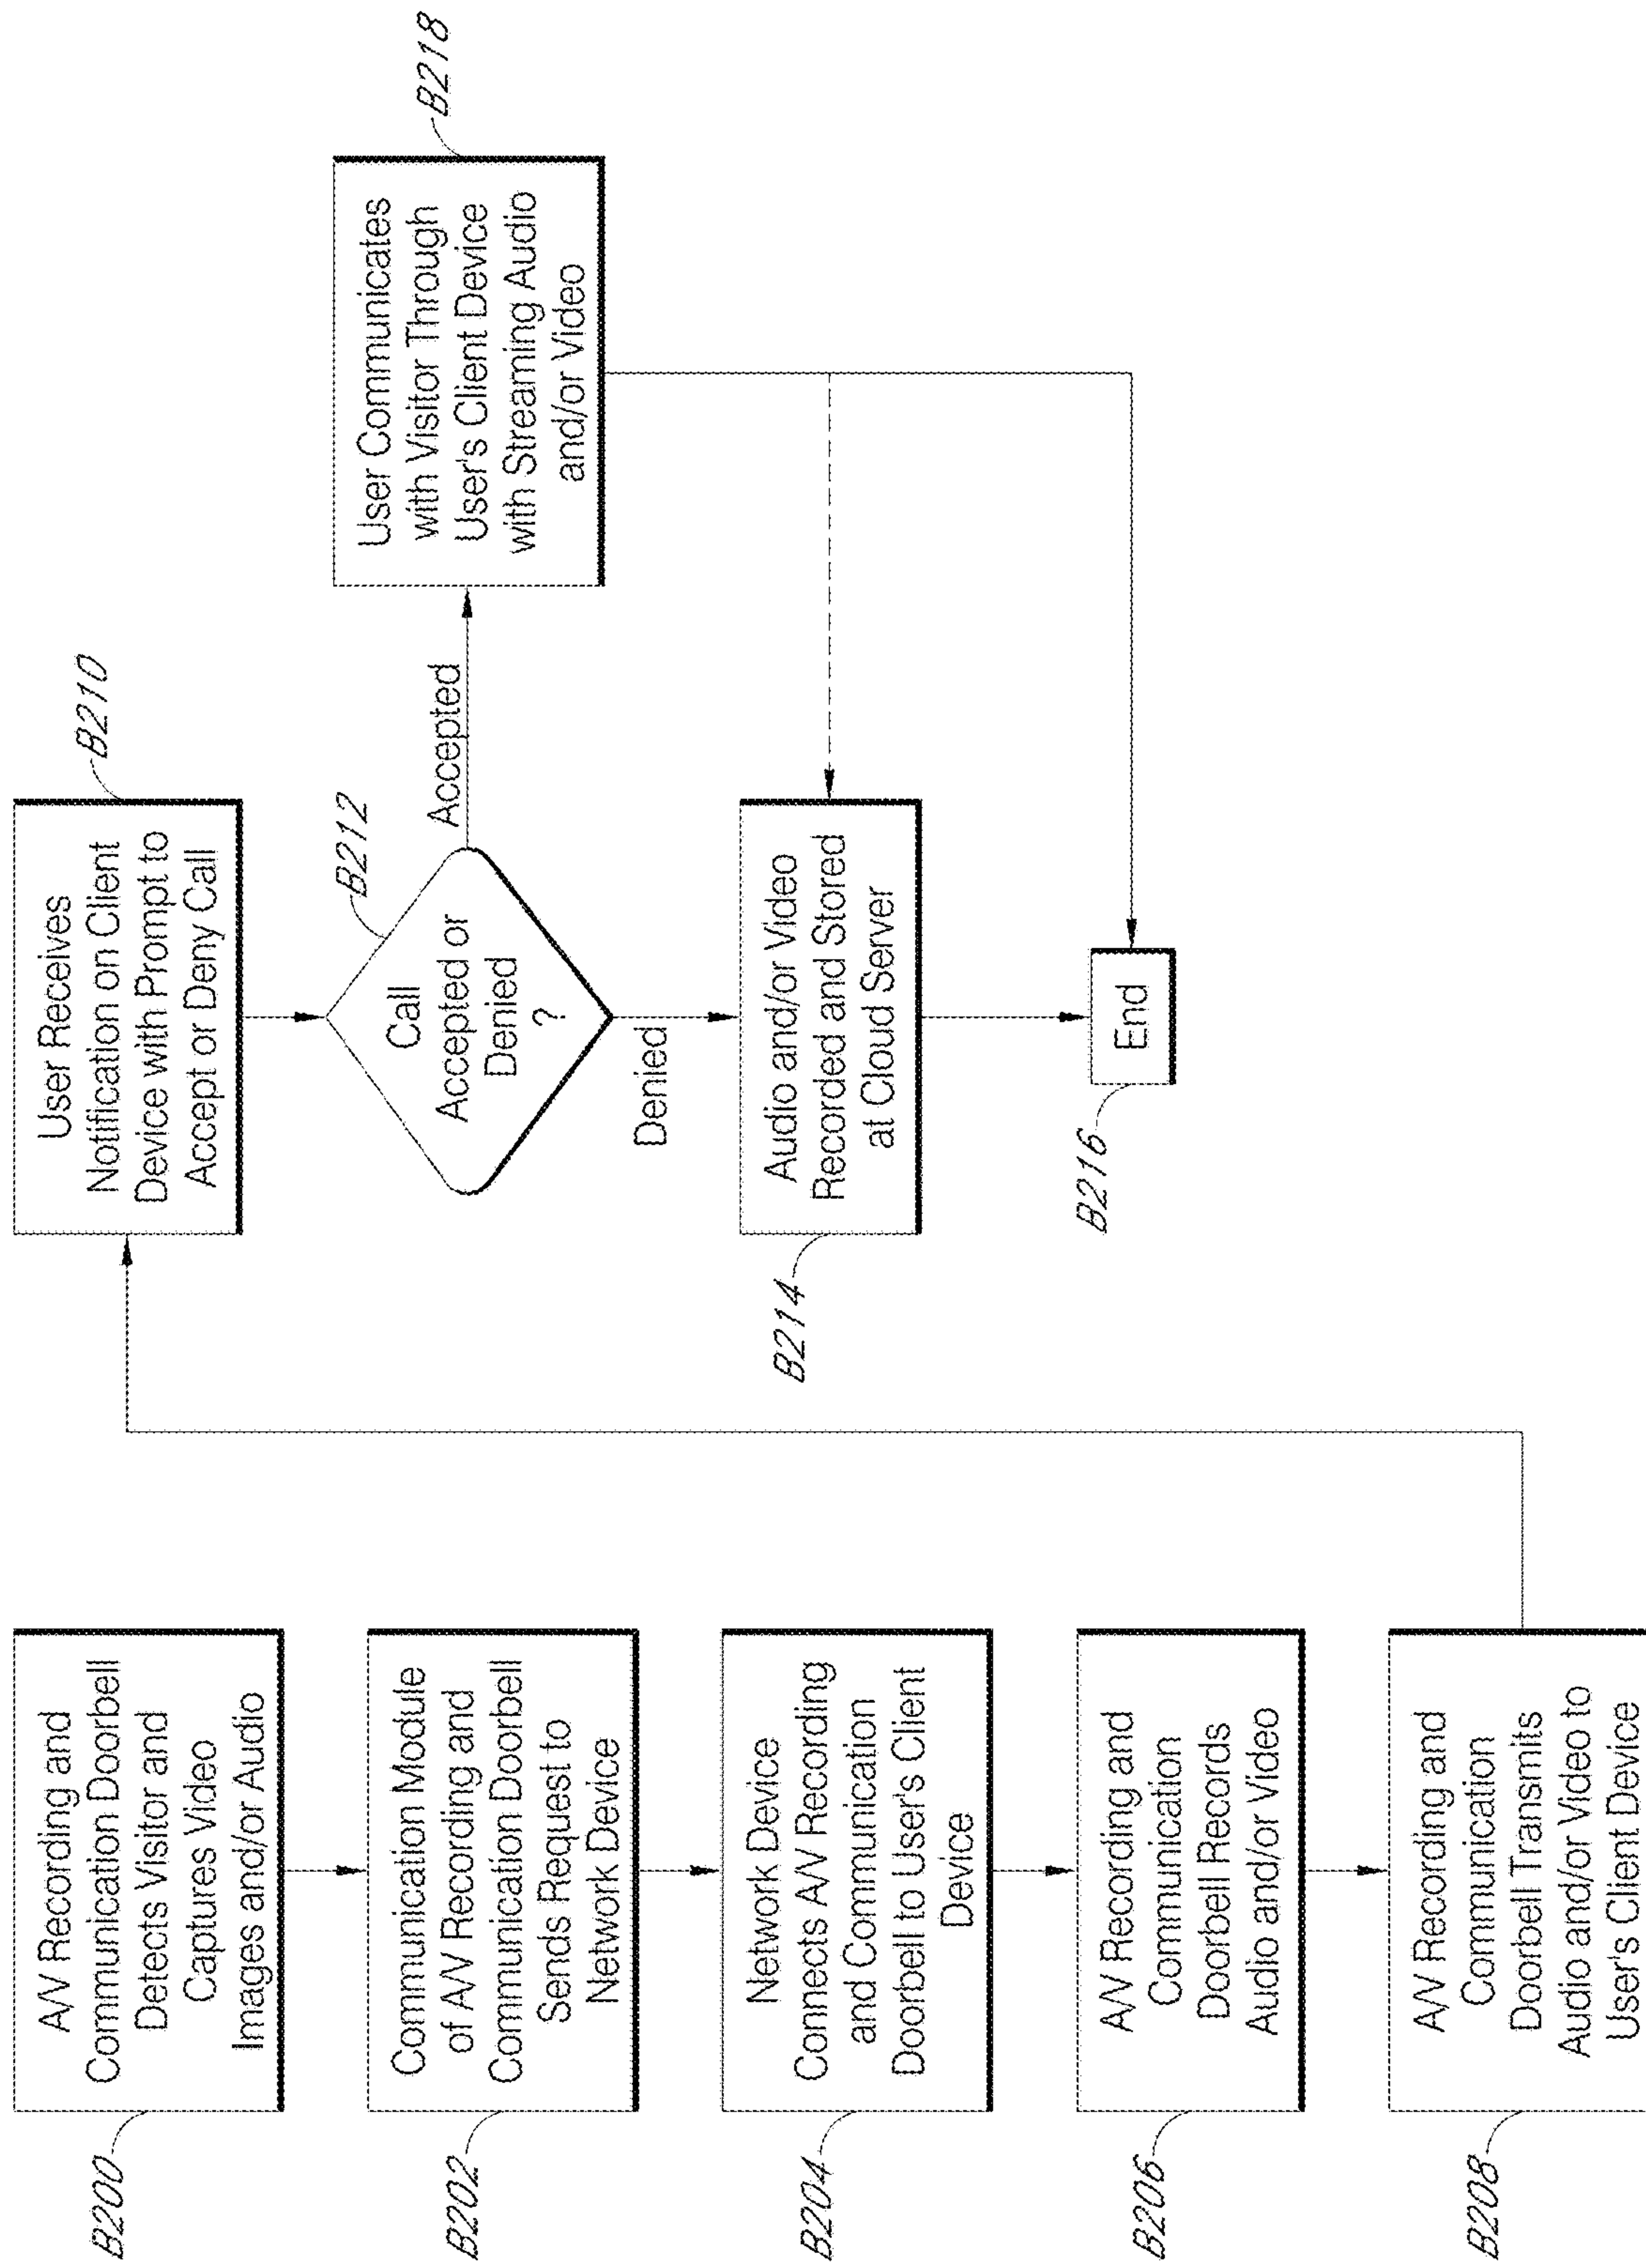 B200
A/V Recording and
Communication Doorbell
Detects Visitor and
Captures Video
Images and/or Audio
B202
Communication Module
of A/V Recording and
Communication Doorbell
Sends Request to
Network Device
B204
Network Device
Connects A/V Recording
and Communication
Doorbell to User's Client
Device
B206
A/V Recording and
Communication
Doorbell Records
Audio and/or Video
B208
A/V Recording and
Communication
Doorbell Transmits
Audio and/or Video to
User's Client Device
B210
User Receives
Notification on Client
Device with Prompt to
Accept or Deny Call
B212
Call
Accepted or
Denied
?
Accepted
Denied
B218
User Communicates
with Visitor Through
User's Client Device
with Streaming Audio
and/or Video
B214
Audio and/or Video
Recorded and Stored
at Cloud Server
B216
End